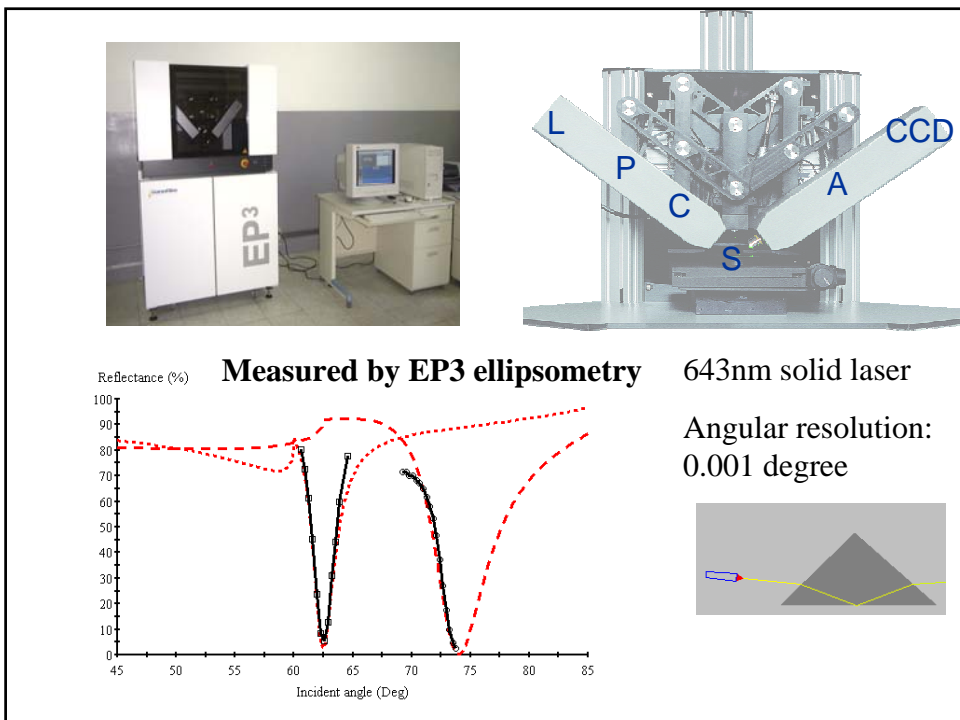 EP³
L
P
C
S
A
CCD
Measured by EP3 ellipsometry
643nm solid laser
Angular resolution:
0.001 degree
Reflectance (%)
100
90
80
70
60
50
40
30
20
10
0
45 50 55 60 65 70 75 80 85
Incident angle (Deg)